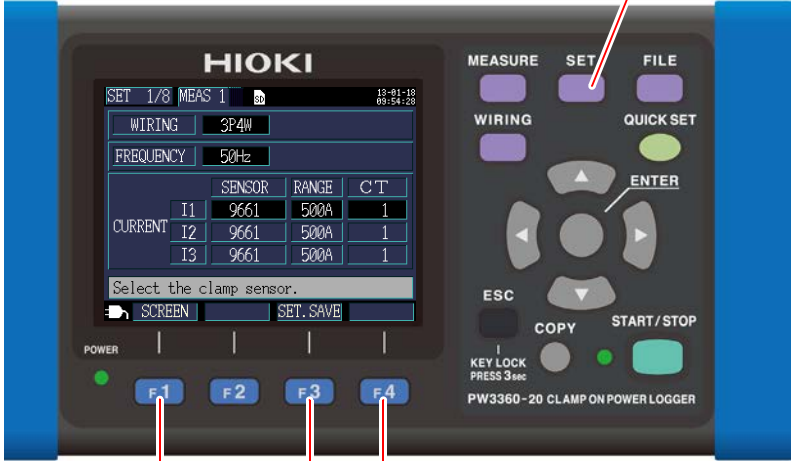 HIOKI
SET 1/8 MEAS 1 SD 13-01-18
09:54:28
WIRING 3P4W
FREQUENCY 50Hz
SENSOR RANGE CT
CURRENT I1 9661 500A 1
I2 9661 500A 1
I3 9661 500A 1
Select the clamp sensor.
SCREEN SET.SAVE
POWER
F1 F2 F3 F4
MEASURE SET FILE
WIRING QUICK SET
ENTER
ESC
COPY START/STOP
KEY LOCK
PRESS 3sec
PW3360-20 CLAMP ON POWER LOGGER